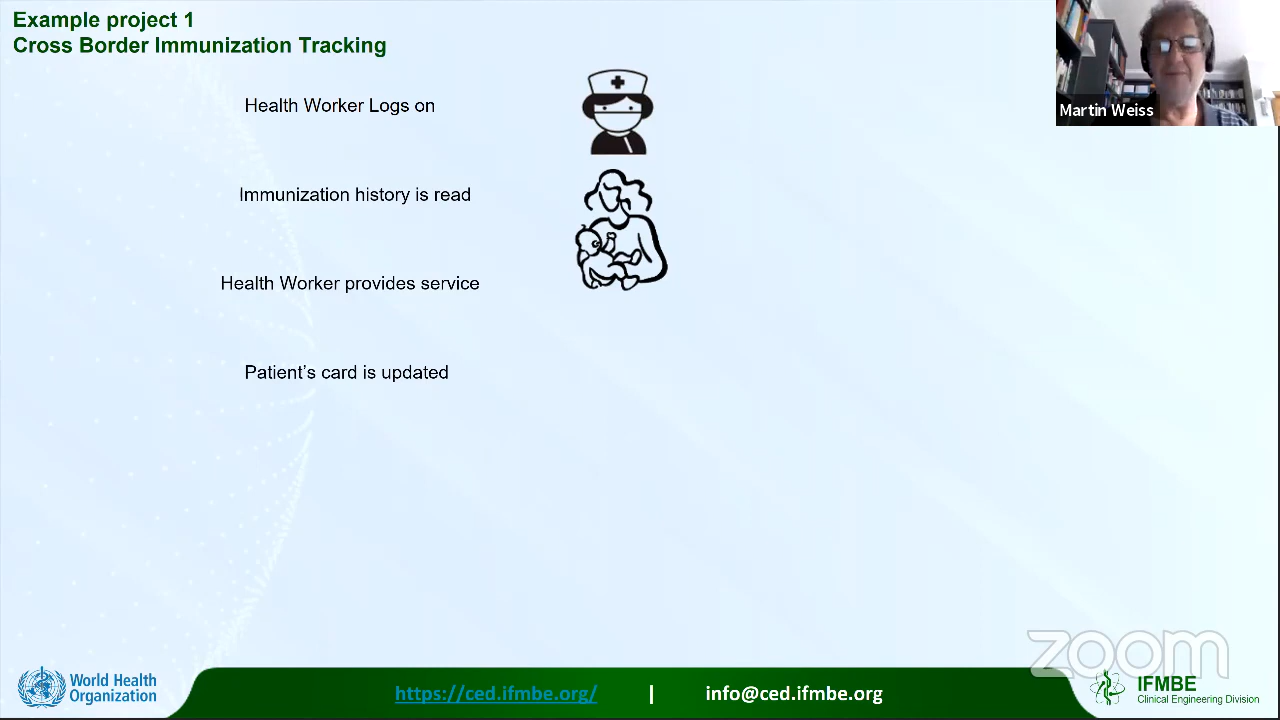 Example project 1
Cross Border Immunization Tracking
Martin Weiss
Health Worker Logs on
Immunization history is read
Health Worker provides service
Patient's card is updated
zoom
World Health
Organization
https://ced.ifmbe.org/ | info@ced.ifmbe.org
IFMBE
Clinical Engineering Division